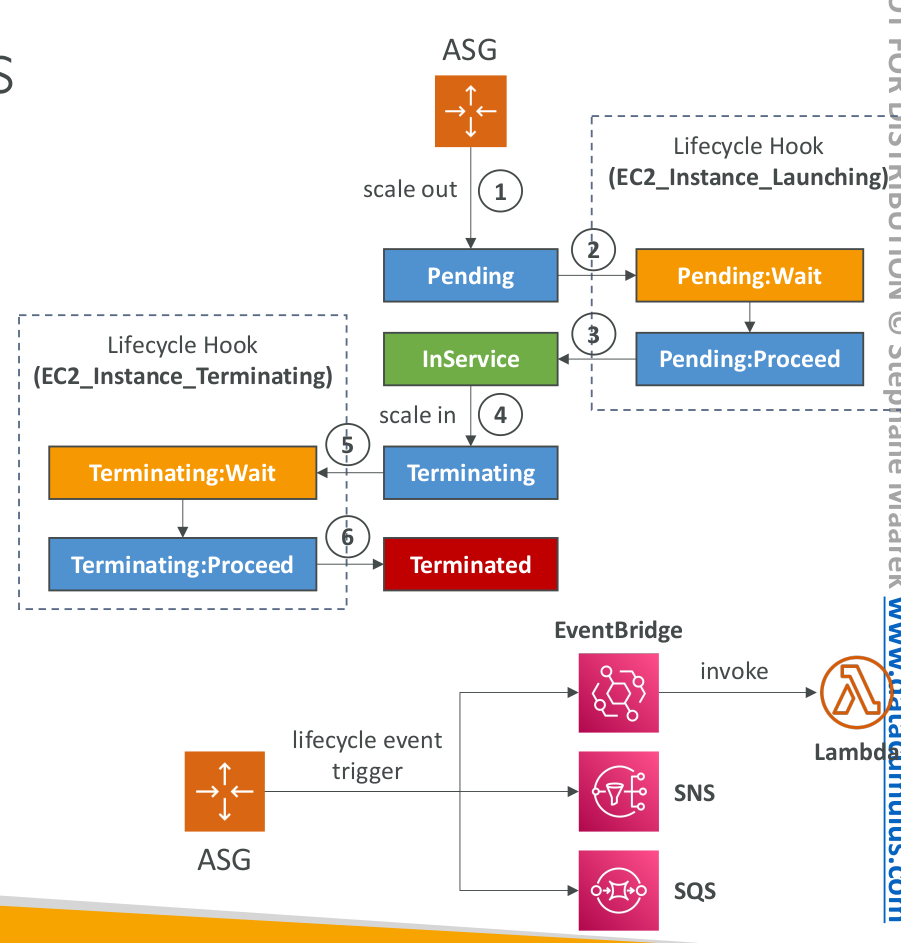 S
ASG
Lifecycle Hook
(EC2_Instance_Launching)
scale out
1
2
Pending
Pending:Wait
3
InService
Pending:Proceed
Lifecycle Hook
(EC2_Instance_Terminating)
scale in
4
5
Terminating:Wait
Terminating
6
Terminating:Proceed
Terminated
EventBridge
invoke
lifecycle event
trigger
Lambda
SNS
ASG
SQS
FOR DISTRIBUTION © Stephane Maarek www.datacumulus.com